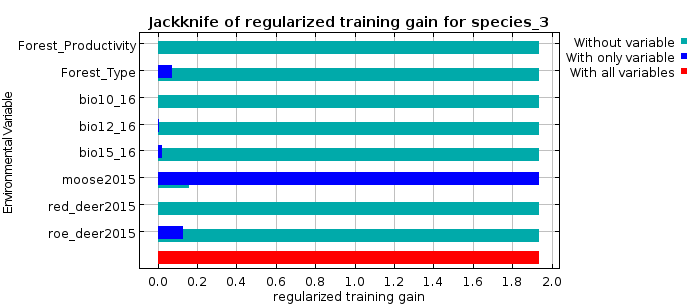 Jackknife of regularized training gain for species_3
Without variable
With only variable
With all variables
Environmental Variable
Forest_Productivity
Forest_Type
bio10_16
bio12_16
bio15_16
moose2015
red_deer2015
roe_deer2015
0.0 0.2 0.4 0.6 0.8 1.0 1.2 1.4 1.6 1.8 2.0
regularized training gain